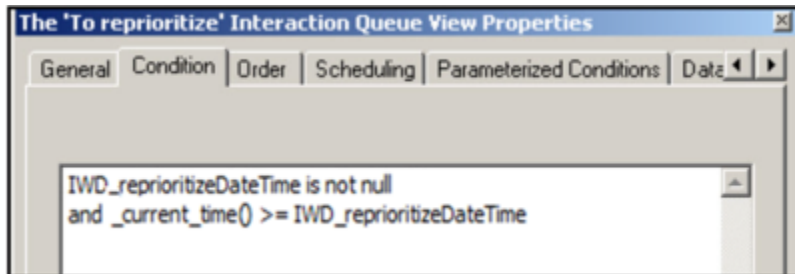 The 'To reprioritize' Interaction Queue View Properties
General Condition Order Scheduling Parameterized Conditions Data
IWD_reprioritizeDateTime is not null
and _current_time() >= IWD_reprioritizeDateTime